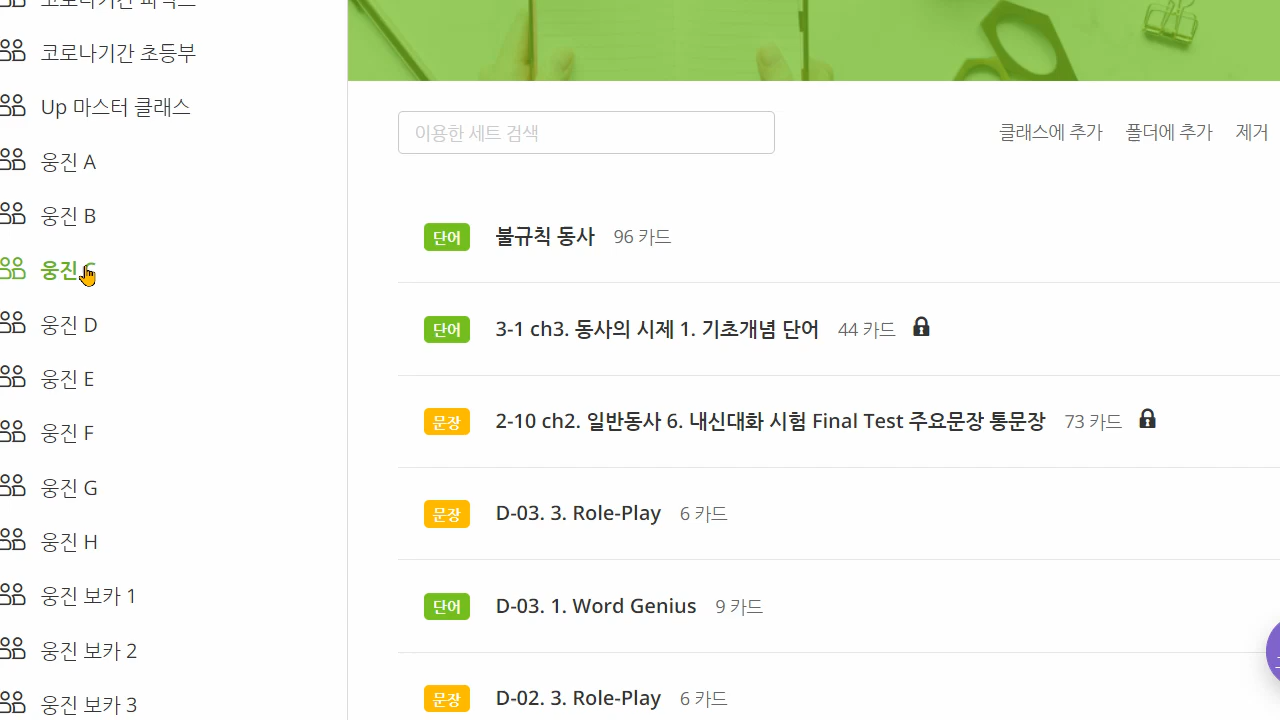 코로나기간 초등부
Up 마스터 클래스
웅진 A
웅진 B
웅진
웅진 D
웅진 E
웅진 F
웅진 G
웅진 H
웅진 보카 1
웅진 보카 2
웅진 보카 3
이용한 세트 검색
클래스에 추가 폴더에 추가 제거
단어 불규칙 동사 96 카드
단어 3-1 ch3. 동사의 시제 1. 기초개념 단어 44 카드
문장 2-10 ch2. 일반동사 6. 내신대화 시험 Final Test 주요문장 통문장 73 카드
문장 D-03. 3. Role-Play 6 카드
단어 D-03. 1. Word Genius 9 카드
문장 D-02. 3. Role-Play 6 카드